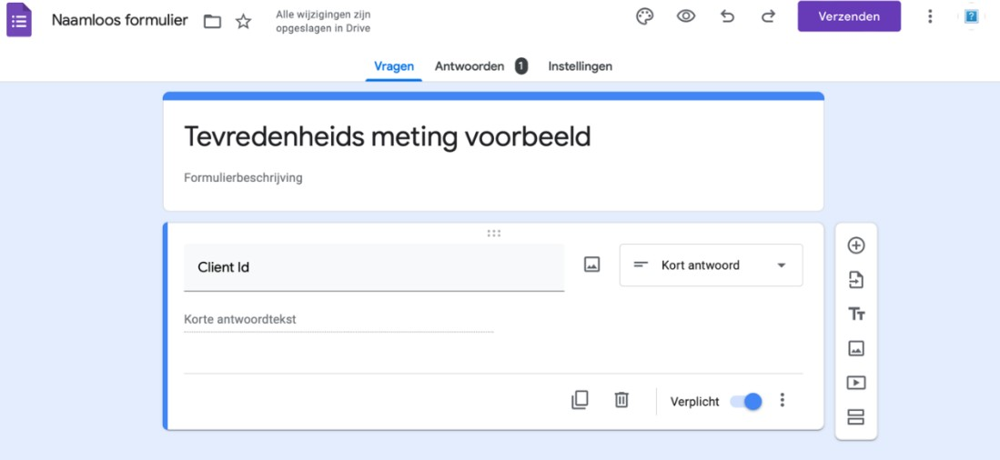 Naamloos formulier
Alle wijzigingen zijn
opgeslagen in Drive
Verzenden
Vragen Antwoorden 1 Instellingen
Tevredenheids meting voorbeeld
Formulierbeschrijving
Client Id
Kort antwoord
Korte antwoordtekst
Verplicht